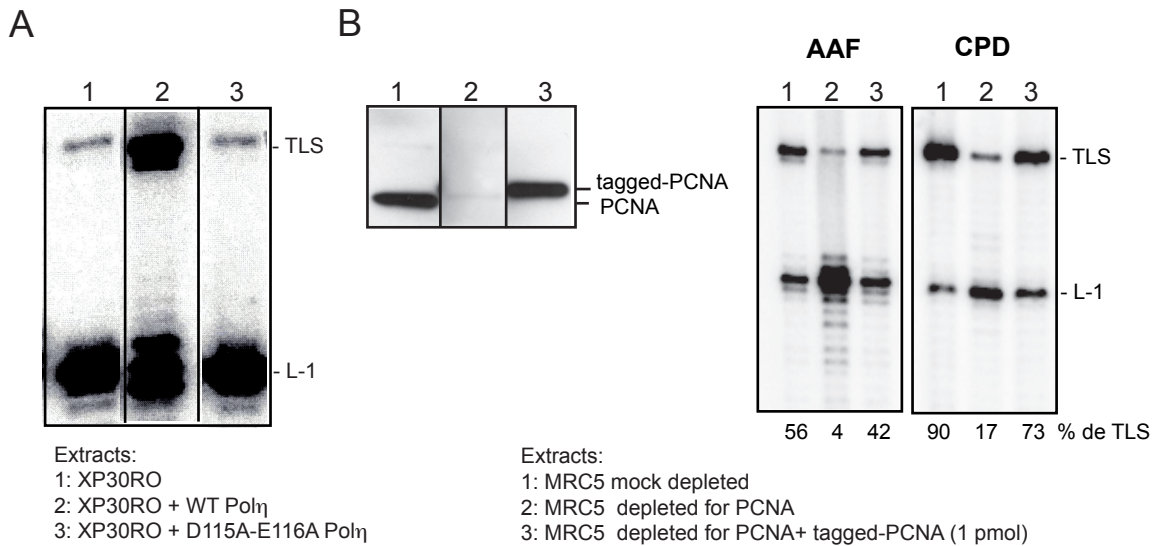 A
1 2 3
- TLS
- L-1
Extracts:
1: XP30RO
2: XP30RO + WT Polη
3: XP30RO + D115A-E116A Polη
B
1 2 3
tagged-PCNA
PCNA
AAF CPD
1 2 3 1 2 3
- TLS
- L-1
56 4 42 90 17 73 % de TLS
Extracts:
1: MRC5 mock depleted
2: MRC5 depleted for PCNA
3: MRC5 depleted for PCNA+ tagged-PCNA (1 pmol)